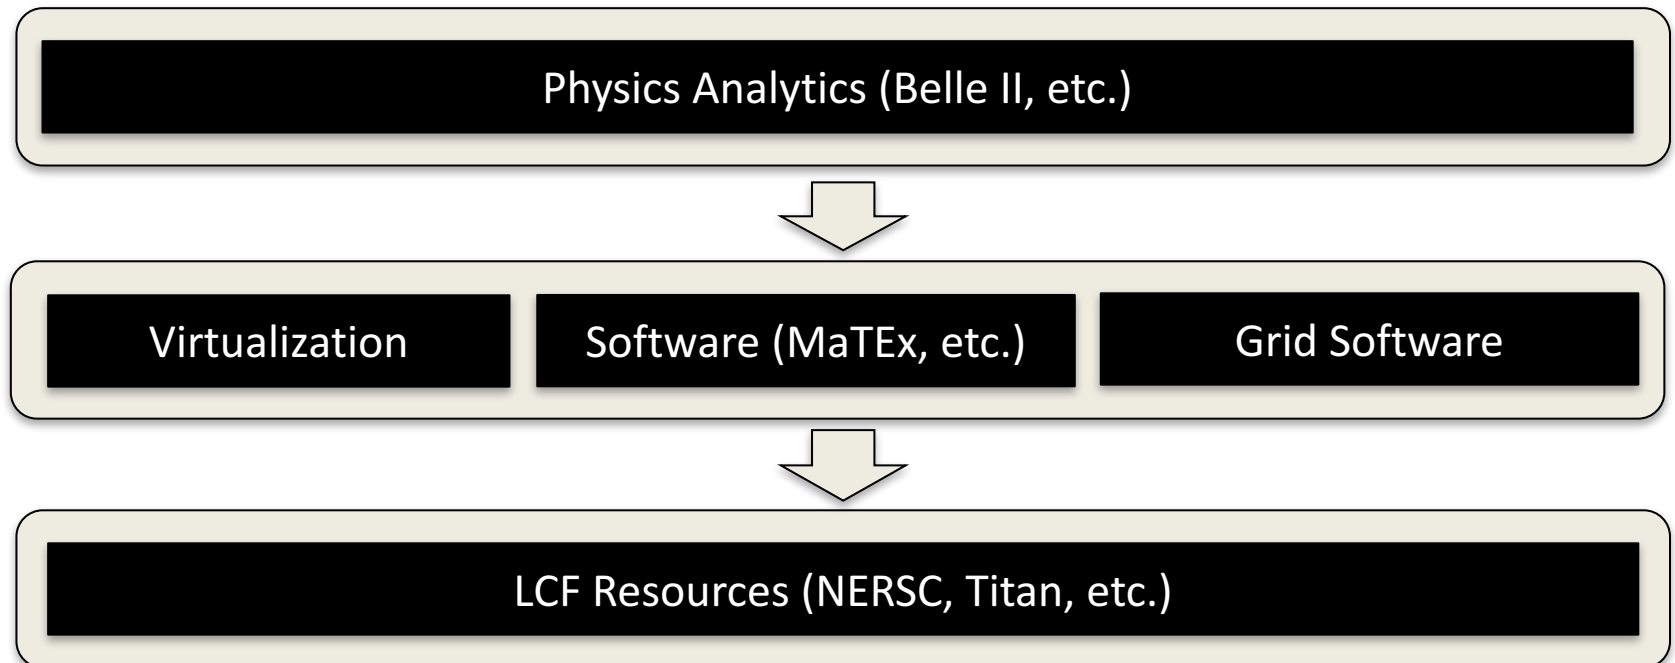 Physics Analytics (Belle II, etc.)
Virtualization
Software (MaTEx, etc.)
Grid Software
LCF Resources (NERSC, Titan, etc.)